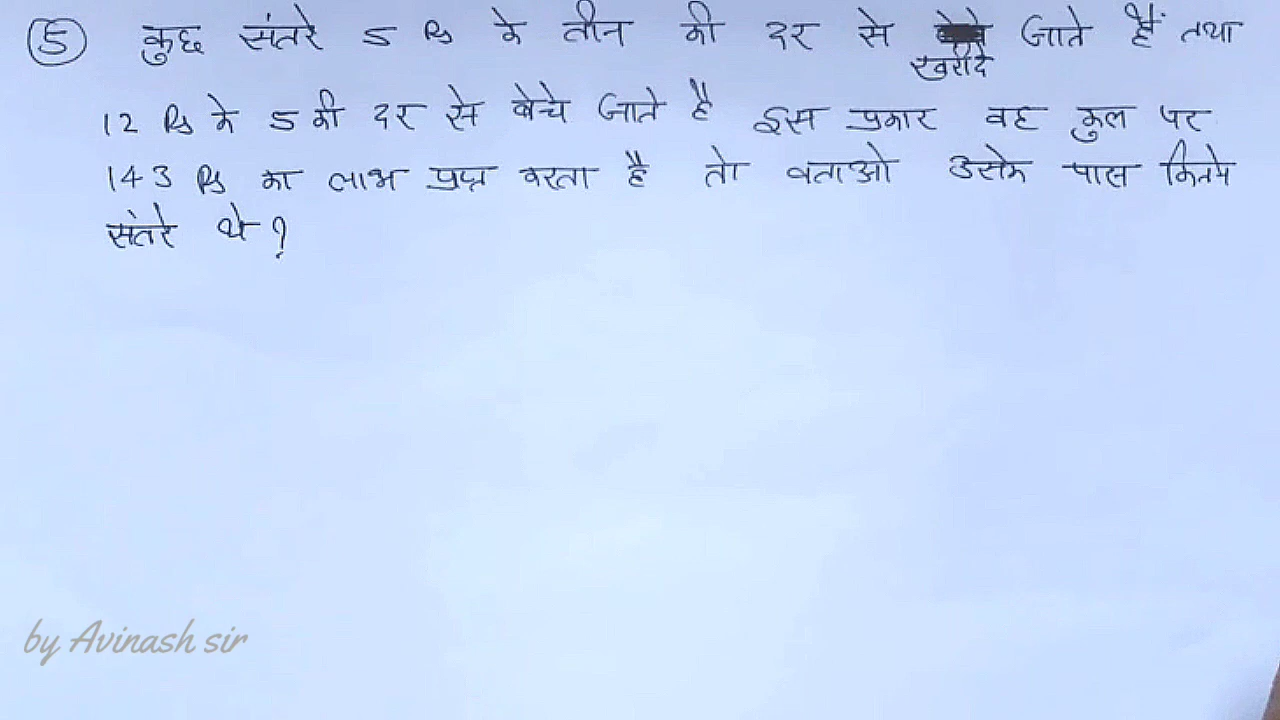 (5) कुछ संतरे 5 Rs के तीन की दर से खरीदे जाते हैं तथा
12 Rs के 5 की दर से बेचे जाते है इस प्रकार वह कुल पर
143 Rs का लाभ प्राप्त करता है तो बताओ उसके पास कितने
संतरे थे ?
by Avinash sir